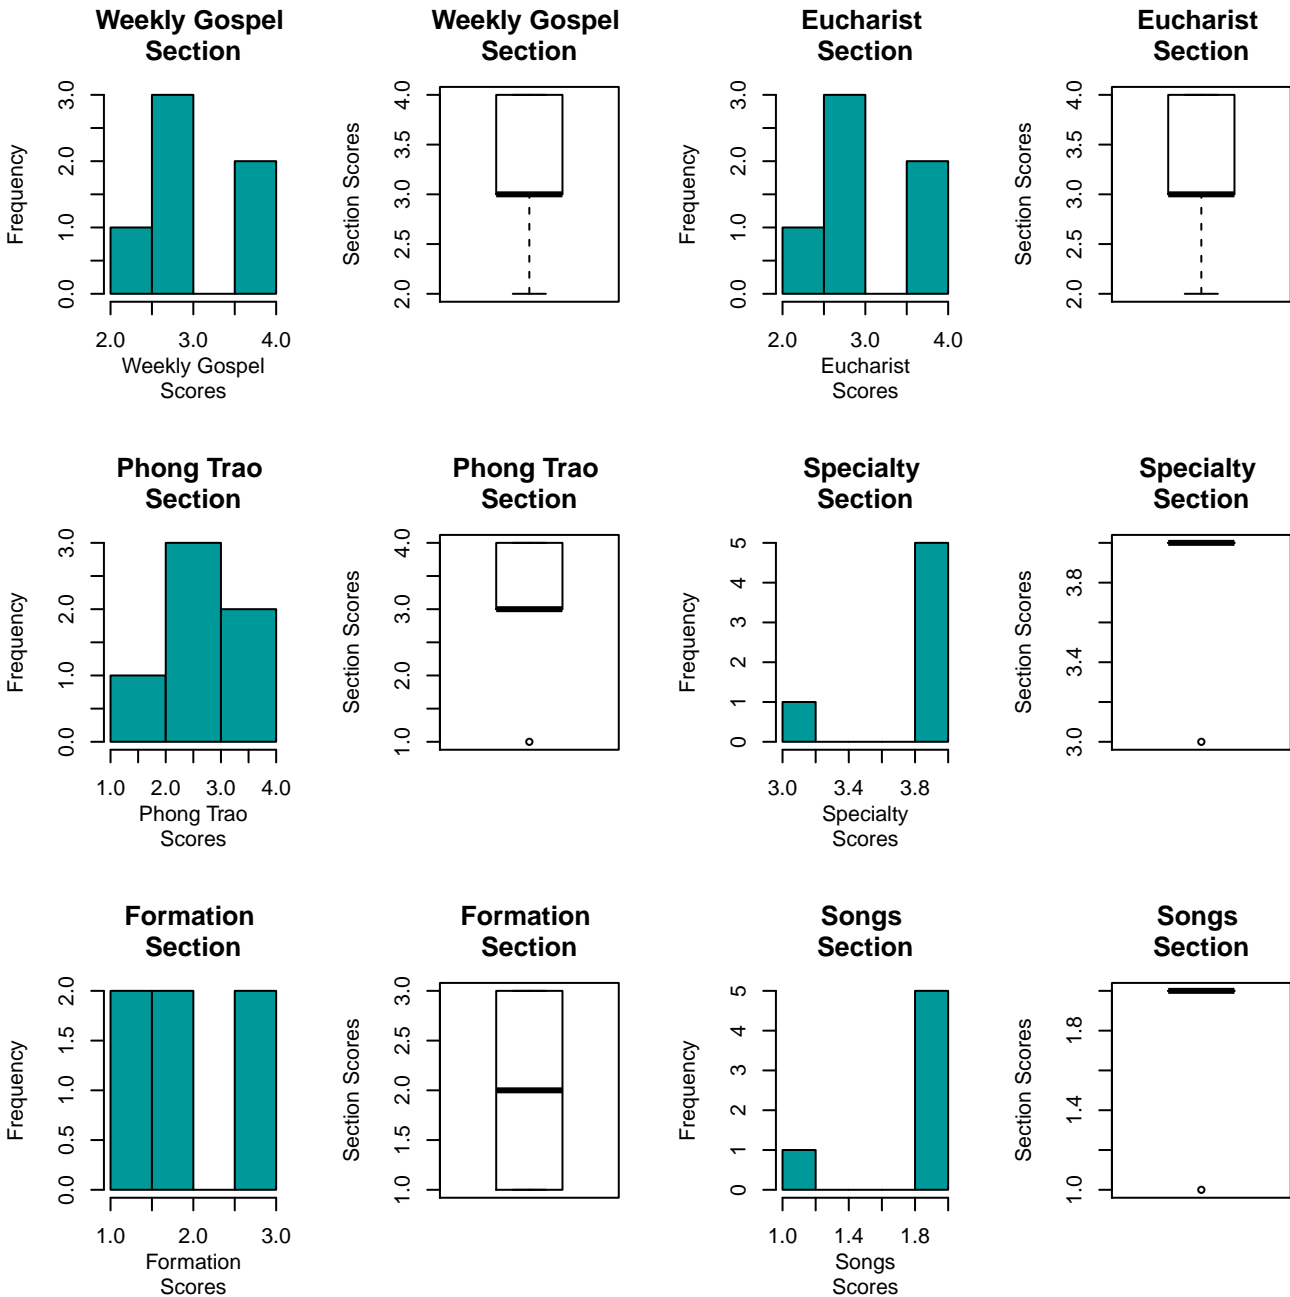 Weekly Gospel
Section
Frequency
0.0
1.0
2.0
3.0
2.0 3.0 4.0
Weekly Gospel
Scores
Weekly Gospel
Section
Section Scores
2.0
2.5
3.0
3.5
4.0
Eucharist
Section
Frequency
0.0
1.0
2.0
3.0
2.0 3.0 4.0
Eucharist
Scores
Eucharist
Section
Section Scores
2.0
2.5
3.0
3.5
4.0
Phong Trao
Section
Frequency
0.0
1.0
2.0
3.0
1.0 2.0 3.0 4.0
Phong Trao
Scores
Phong Trao
Section
Section Scores
1.0
2.0
3.0
4.0
Specialty
Section
Frequency
0
1
2
3
4
5
3.0 3.4 3.8
Specialty
Scores
Specialty
Section
Section Scores
3.0
3.4
3.8
Formation
Section
Frequency
0.0
0.5
1.0
1.5
2.0
1.0 2.0 3.0
Formation
Scores
Formation
Section
Section Scores
1.0
1.5
2.0
2.5
3.0
Songs
Section
Frequency
0
1
2
3
4
5
1.0 1.4 1.8
Songs
Scores
Songs
Section
Section Scores
1.0
1.4
1.8